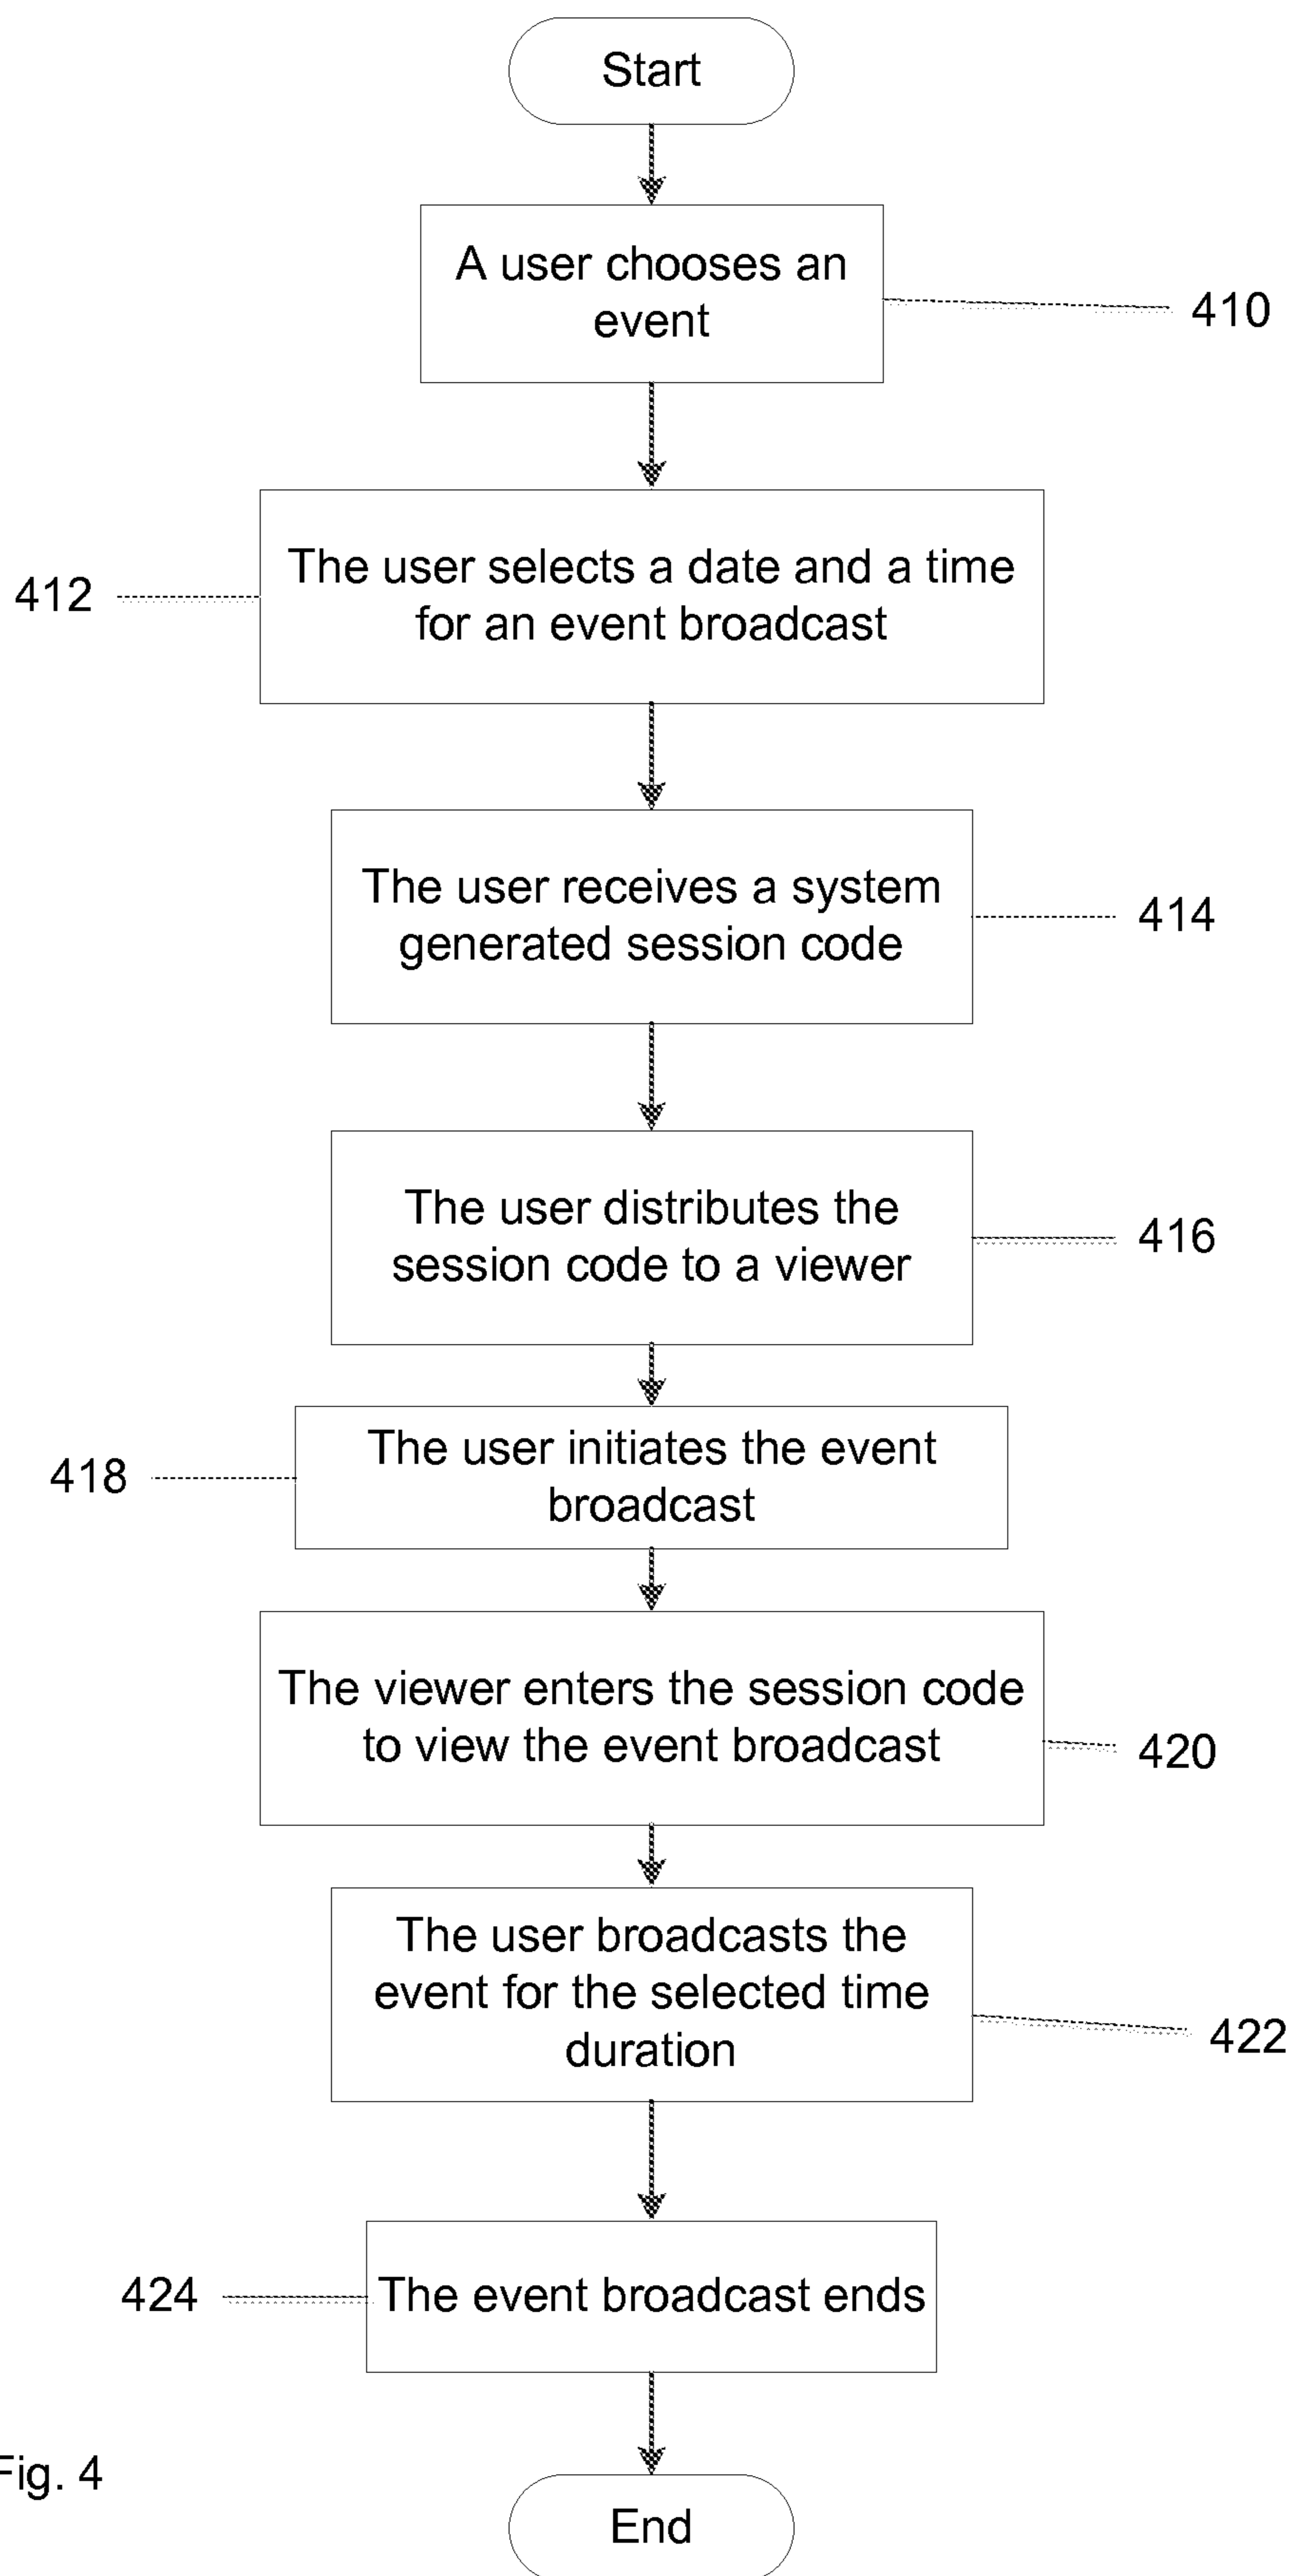 Start
A user chooses an
event
410
The user selects a date and a time
for an event broadcast
412
The user receives a system
generated session code
414
The user distributes the
session code to a viewer
416
The user initiates the event
broadcast
418
The viewer enters the session code
to view the event broadcast
420
The user broadcasts the
event for the selected time
duration
422
The event broadcast ends
424
Fig. 4
End